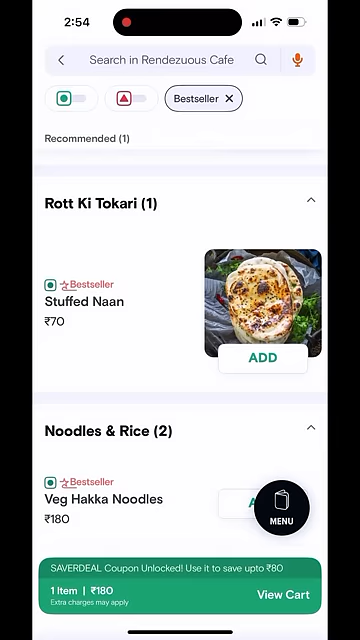 2:54
Search in Rendezuous Cafe
Bestseller ✕
Recommended (1)
Rott Ki Tokari (1)
Bestseller
Stuffed Naan
₹70
ADD
Noodles & Rice (2)
Bestseller
Veg Hakka Noodles
₹180
A
MENU
SAVERDEAL Coupon Unlocked! Use it to save upto ₹80
1 Item | ₹180
View Cart
Extra charges may apply